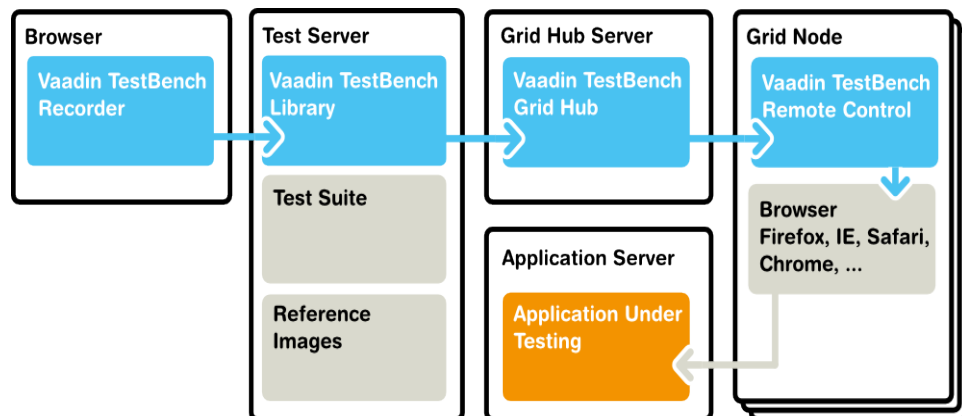 Browser
Vaadin TestBench
Recorder
Test Server
Vaadin TestBench
Library
Test Suite
Reference
Images
Grid Hub Server
Vaadin TestBench
Grid Hub
Application Server
Application Under
Testing
Grid Node
Vaadin TestBench
Remote Control
Browser
Firefox, IE, Safari,
Chrome, ...